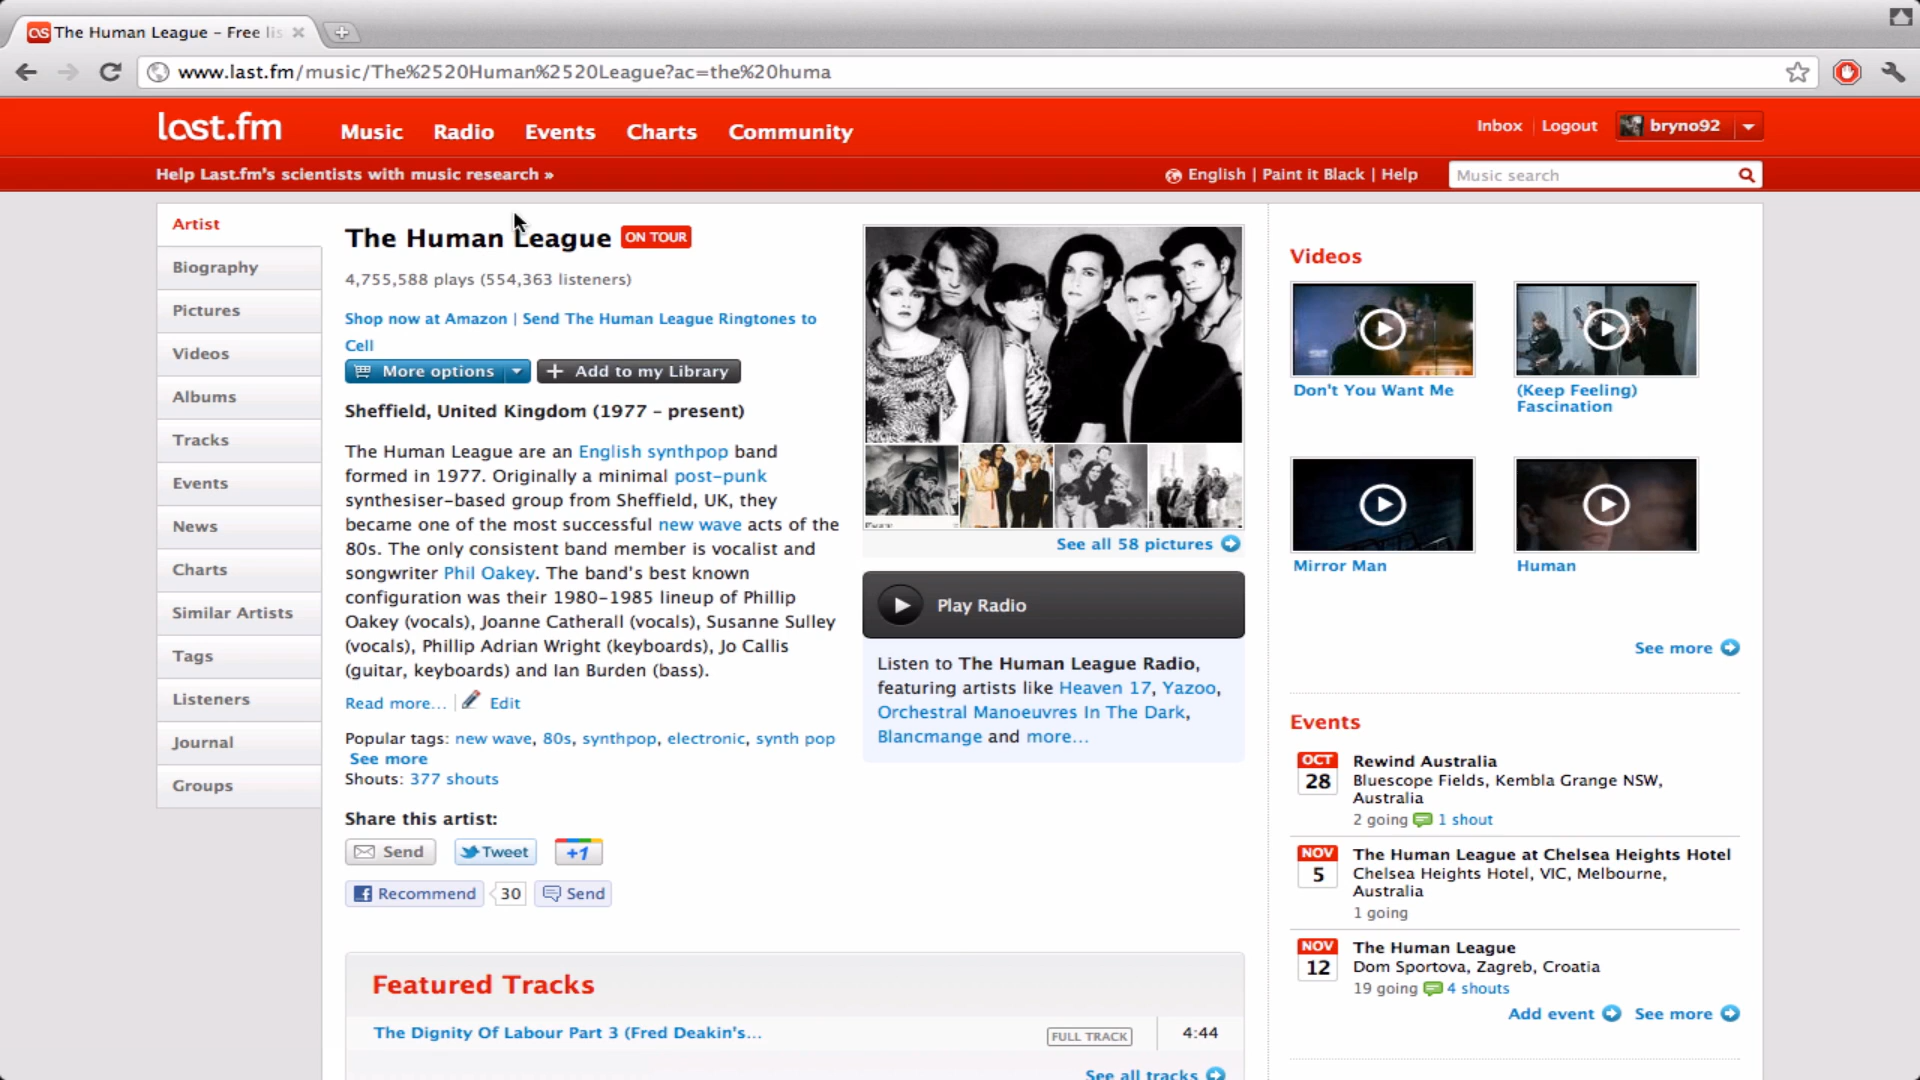 The Human League - Free lis
www.last.fm/music/The%2520Human%2520League?ac=the%20huma
last.fm
Music Radio Events Charts Community
Inbox | Logout bryno92
Help Last.fm's scientists with music research »
English | Paint it Black | Help
Music search
Artist
Biography
Pictures
Videos
Albums
Tracks
Events
News
Charts
Similar Artists
Tags
Listeners
Journal
Groups
The Human League ON TOUR
4,755,588 plays (554,363 listeners)
Shop now at Amazon | Send The Human League Ringtones to
Cell
More options
+ Add to my Library
Sheffield, United Kingdom (1977 – present)
The Human League are an English synthpop band
formed in 1977. Originally a minimal post-punk
synthesiser-based group from Sheffield, UK, they
became one of the most successful new wave acts of the
80s. The only consistent band member is vocalist and
songwriter Phil Oakey. The band's best known
configuration was their 1980–1985 lineup of Phillip
Oakey (vocals), Joanne Catherall (vocals), Susanne Sulley
(vocals), Phillip Adrian Wright (keyboards), Jo Callis
(guitar, keyboards) and Ian Burden (bass).
Read more... | Edit
Popular tags: new wave, 80s, synthpop, electronic, synth pop
See more
Shouts: 377 shouts
Share this artist:
Send Tweet +1
Recommend 30 Send
Featured Tracks
The Dignity Of Labour Part 3 (Fred Deakin's... FULL TRACK 4:44
See all tracks
See all 58 pictures
Play Radio
Listen to The Human League Radio,
featuring artists like Heaven 17, Yazoo,
Orchestral Manoeuvres In The Dark,
Blancmange and more...
Videos
Don't You Want Me
(Keep Feeling)
Fascination
Mirror Man
Human
See more
Events
OCT
28
Rewind Australia
Bluescope Fields, Kembla Grange NSW,
Australia
2 going 1 shout
NOV
5
The Human League at Chelsea Heights Hotel
Chelsea Heights Hotel, VIC, Melbourne,
Australia
1 going
NOV
12
The Human League
Dom Sportova, Zagreb, Croatia
19 going 4 shouts
Add event See more